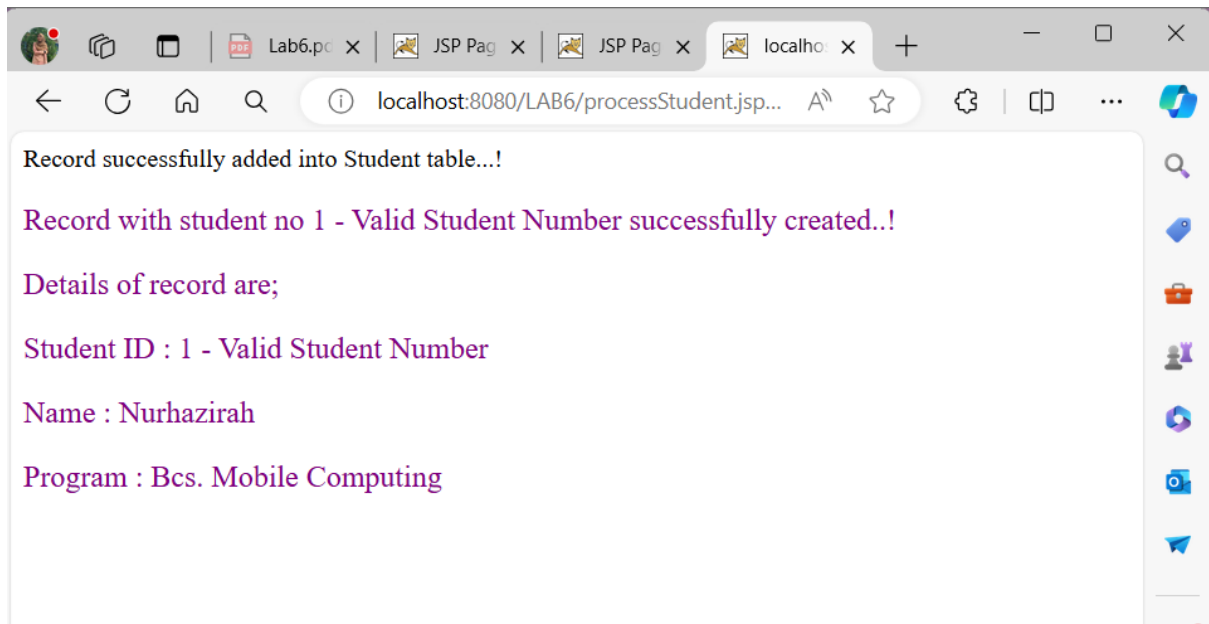 PDF
Lab6.pd
JSP Pag
JSP Pag
localho
localhost:8080/LAB6/processStudent.jsp...
Record successfully added into Student table...!
Record with student no 1 - Valid Student Number successfully created..!
Details of record are;
Student ID : 1 - Valid Student Number
Name : Nurhazirah
Program : Bcs. Mobile Computing